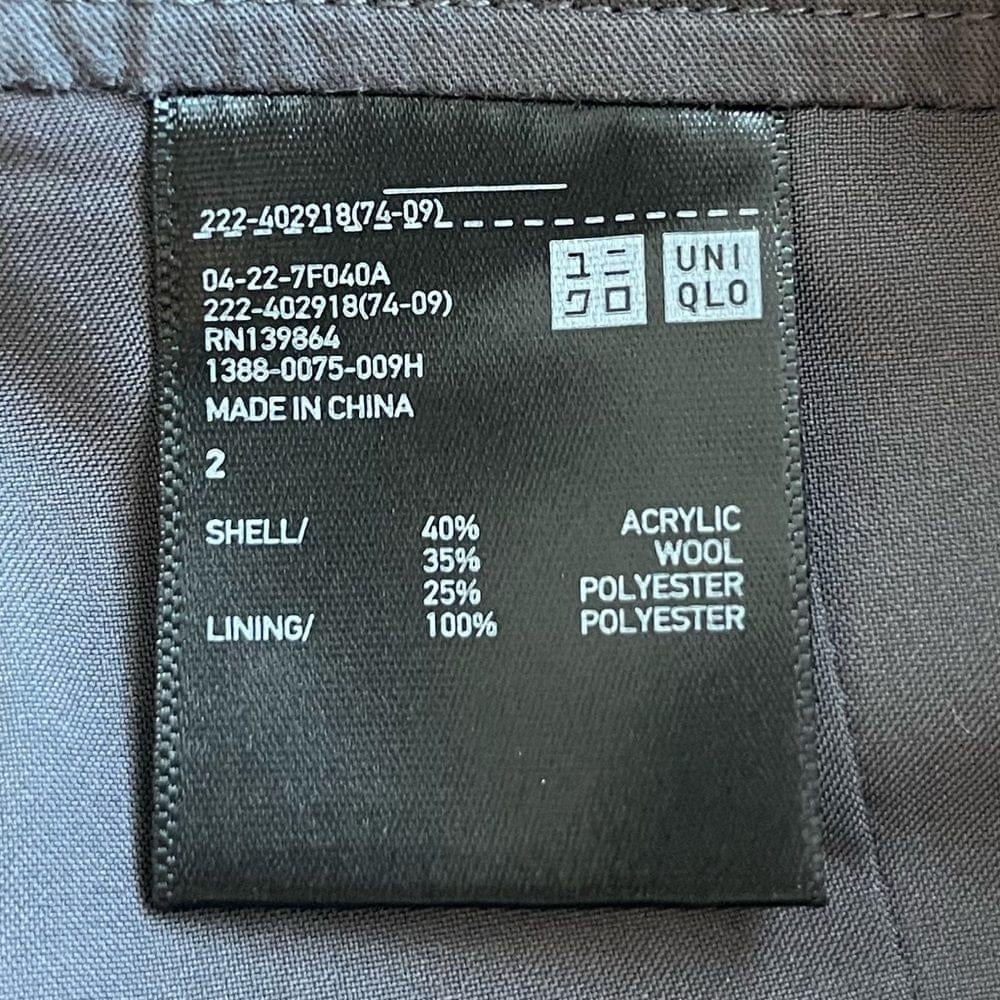 222-402918(74-09)
ユニ
クロ
UNI
QLO
04-22-7F040A
222-402918(74-09)
RN139864
1388-0075-009H
MADE IN CHINA
2
SHELL/ 40% ACRYLIC
35% WOOL
25% POLYESTER
LINING/ 100% POLYESTER